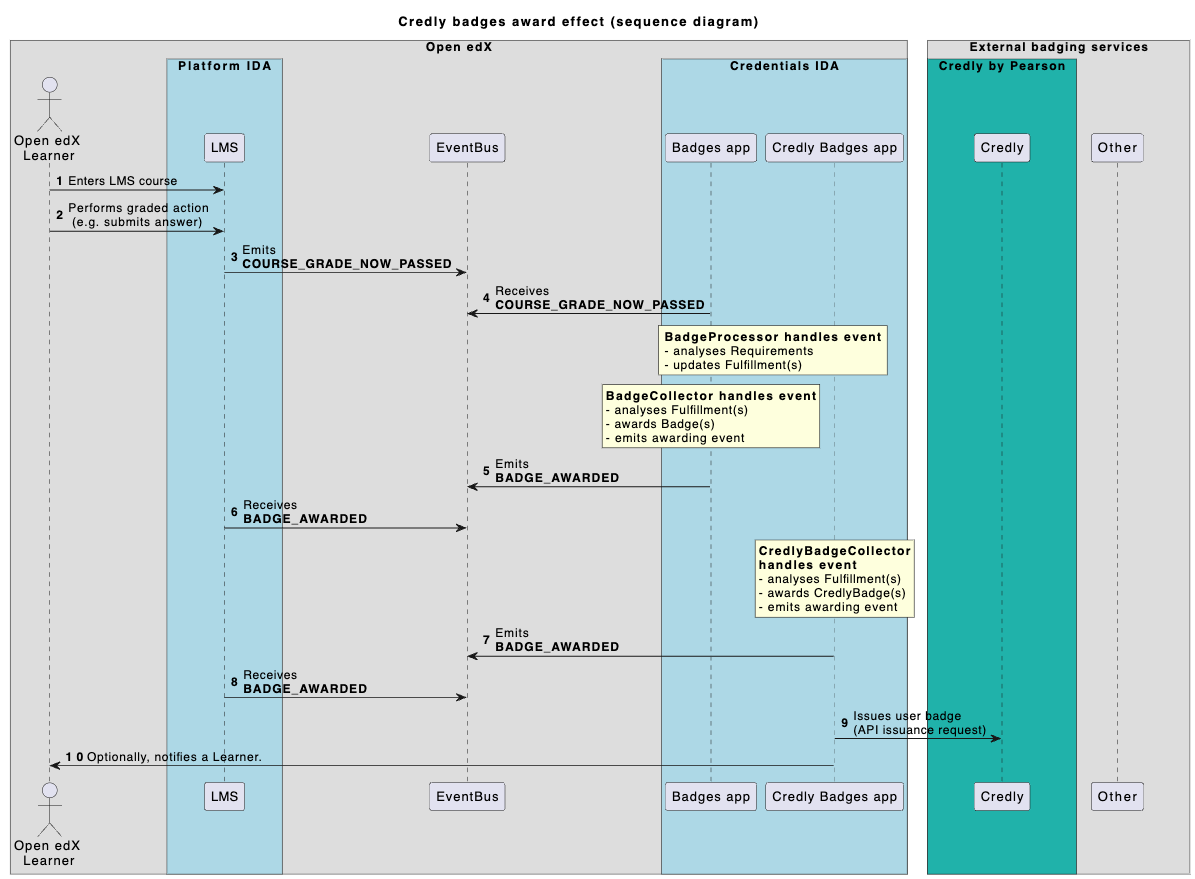 Credly badges award effect (sequence diagram)
Open edX
External badging services
Platform IDA
Credentials IDA
Credly by Pearson
Open edX
Learner
LMS
EventBus
Badges app
Credly Badges app
Credly
Other
1 Enters LMS course
2 Performs graded action
(e.g. submits answer)
3 Emits
COURSE_GRADE_NOW_PASSED
4 Receives
COURSE_GRADE_NOW_PASSED
BadgeProcessor handles event
- analyses Requirements
- updates Fulfillment(s)
BadgeCollector handles event
- analyses Fulfillment(s)
- awards Badge(s)
- emits awarding event
5 Emits
BADGE_AWARDED
6 Receives
BADGE_AWARDED
CredlyBadgeCollector
handles event
- analyses Fulfillment(s)
- awards CredlyBadge(s)
- emits awarding event
7 Emits
BADGE_AWARDED
8 Receives
BADGE_AWARDED
9 Issues user badge
(API issuance request)
10 Optionally, notifies a Learner.
Open edX
Learner
LMS
EventBus
Badges app
Credly Badges app
Credly
Other